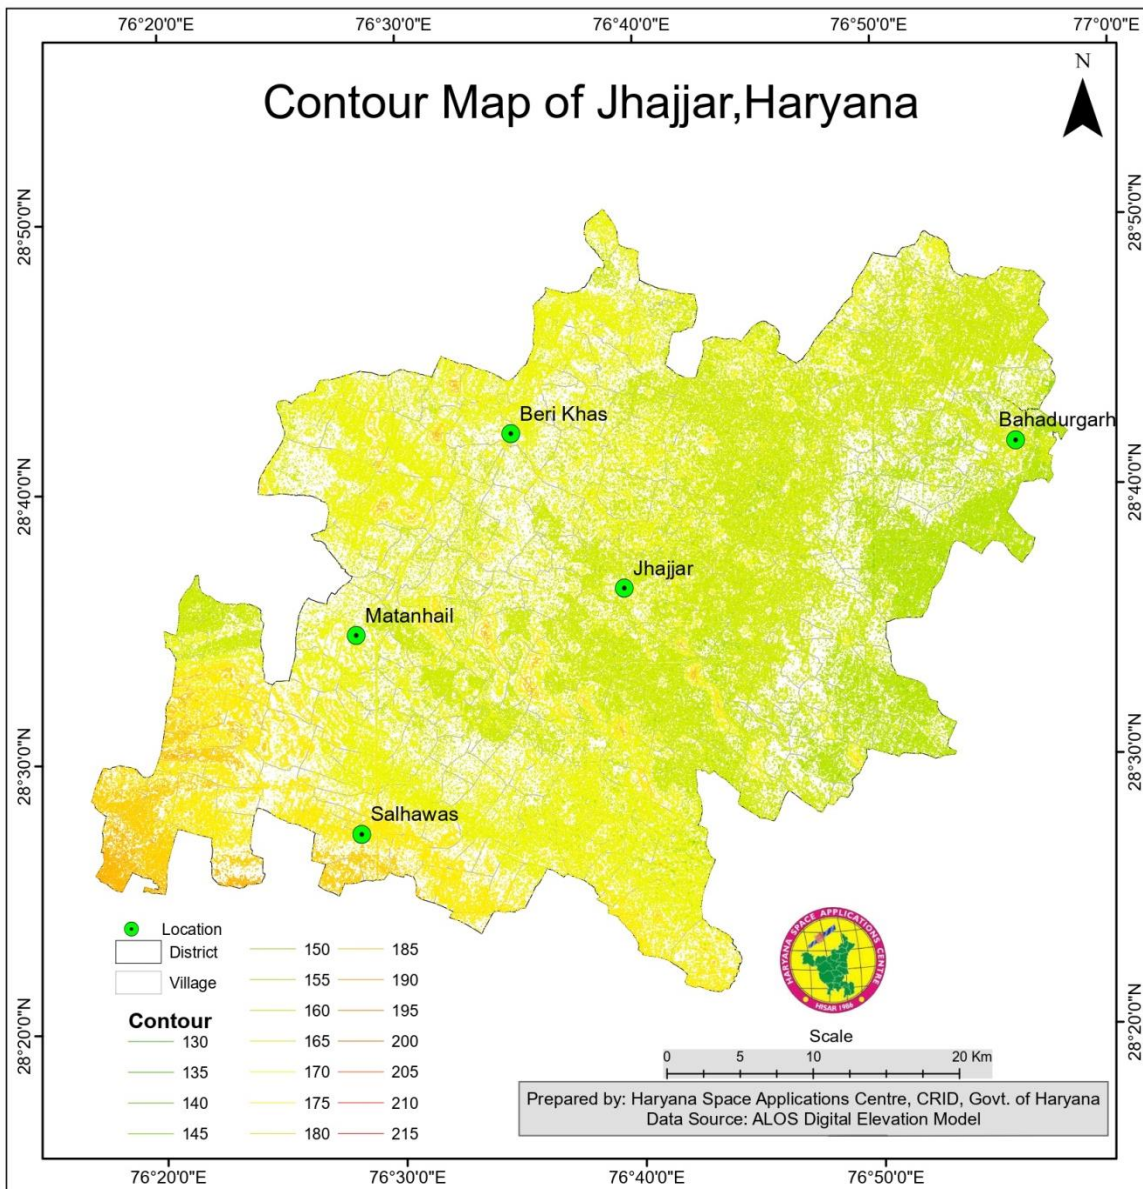 76°20'0"E 76°30'0"E 76°40'0"E 76°50'0"E 77°0'0"E
N
Contour Map of Jhajjar,Haryana
28°50'0"N 28°50'0"N
Beri Khas
Bahadurgarh
28°40'0"N 28°40'0"N
Jhajjar
Matanhail
28°30'0"N 28°30'0"N
Salhawas
Location
District
Village
Contour
130
135
140
145
150
155
160
165
170
175
180
185
190
195
200
205
210
215
HARYANA SPACE APPLICATIONS CENTRE
HISAR 1986
28°20'0"N 28°20'0"N
Scale
0 5 10 20 Km
Prepared by: Haryana Space Applications Centre, CRID, Govt. of Haryana
Data Source: ALOS Digital Elevation Model
76°20'0"E 76°30'0"E 76°40'0"E 76°50'0"E